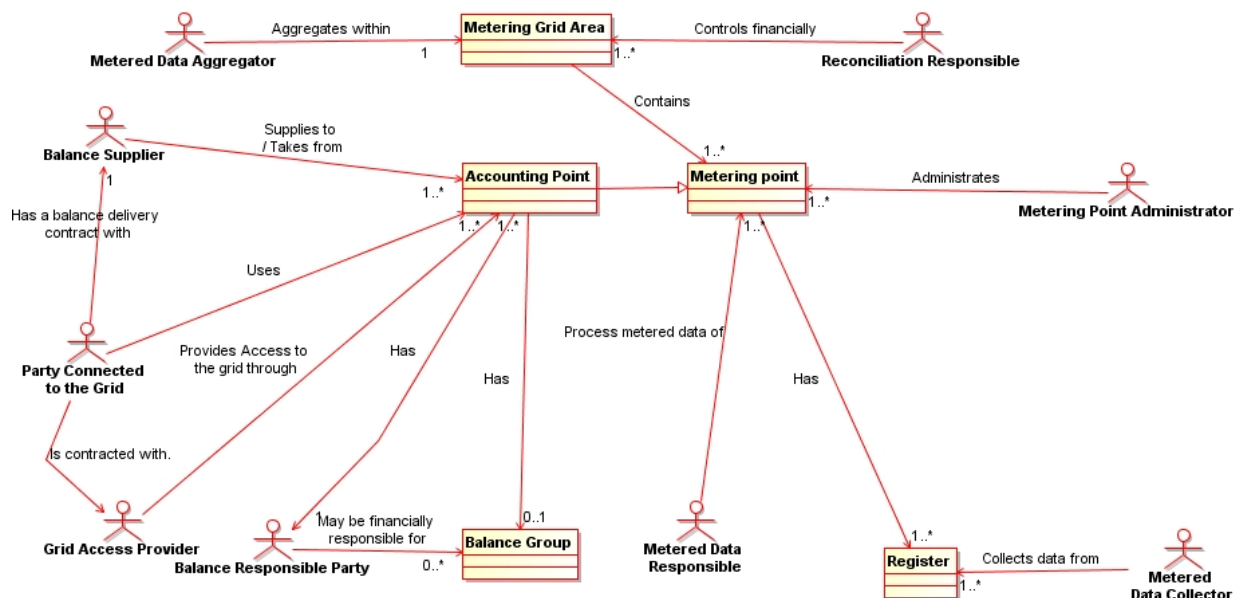 Metering Grid Area
Aggregates within
Controls financially
1
1..*
Metered Data Aggregator
Reconciliation Responsible
Contains
Balance Supplier
Supplies to
/ Takes from
1..*
1..*
Accounting Point
Metering point
Administrates
1..*
Metering Point Administrator
1
Has a balance delivery
contract with
1..*
1..*
1..*
Uses
Party Connected
to the Grid
Provides Access to
the grid through
Has
Has
Process metered data of
Has
Is contracted with.
Grid Access Provider
1
May be financially
responsible for
0..*
Balance Responsible Party
0..1
Balance Group
Metered Data
Responsible
1..*
Register
Collects data from
1..*
Metered
Data Collector